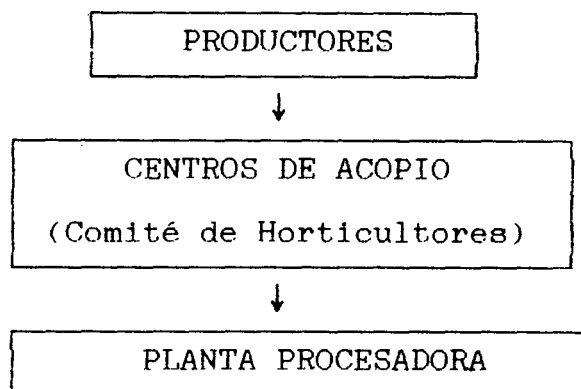 PRODUCTORES
↓
CENTROS DE ACOPIO
(Comité de Horticultores)
↓
PLANTA PROCESADORA